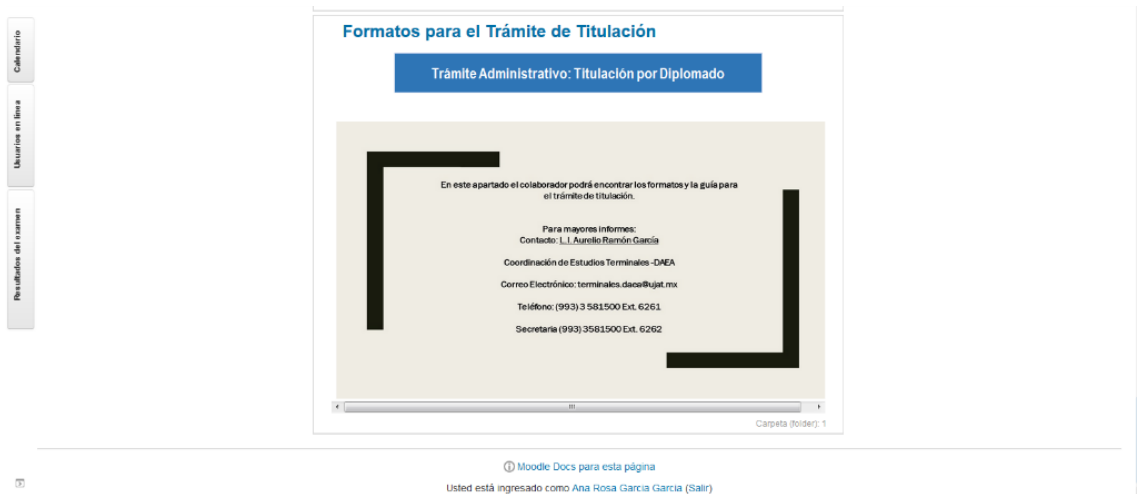 Formatos para el Trámite de Titulación
Trámite Administrativo: Titulación por Diplomado
Calendario
Usuarios en línea
Resultados del examen
En este apartado el colaborador podrá encontrar los formatos y la guía para
el trámite de titulación.
Para mayores informes:
Contacto: L. I. Aurelio Ramón García
Coordinación de Estudios Terminales -DAEA
Correo Electrónico: terminales.daea@ujat.mx
Teléfono: (993) 3 581500 Ext. 6261
Secretaria (993) 3581500 Ext. 6262
Carpeta (folder): 1
Moodle Docs para esta página
Usted está ingresado como Ana Rosa Garcia Garcia (Salir)